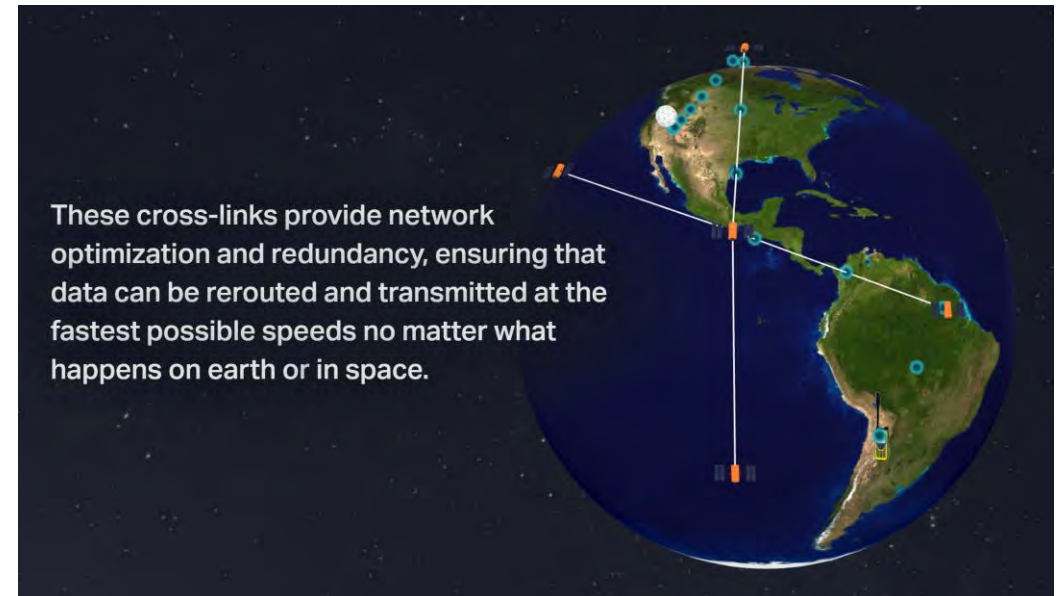 These cross-links provide network
optimization and redundancy, ensuring that
data can be rerouted and transmitted at the
fastest possible speeds no matter what
happens on earth or in space.